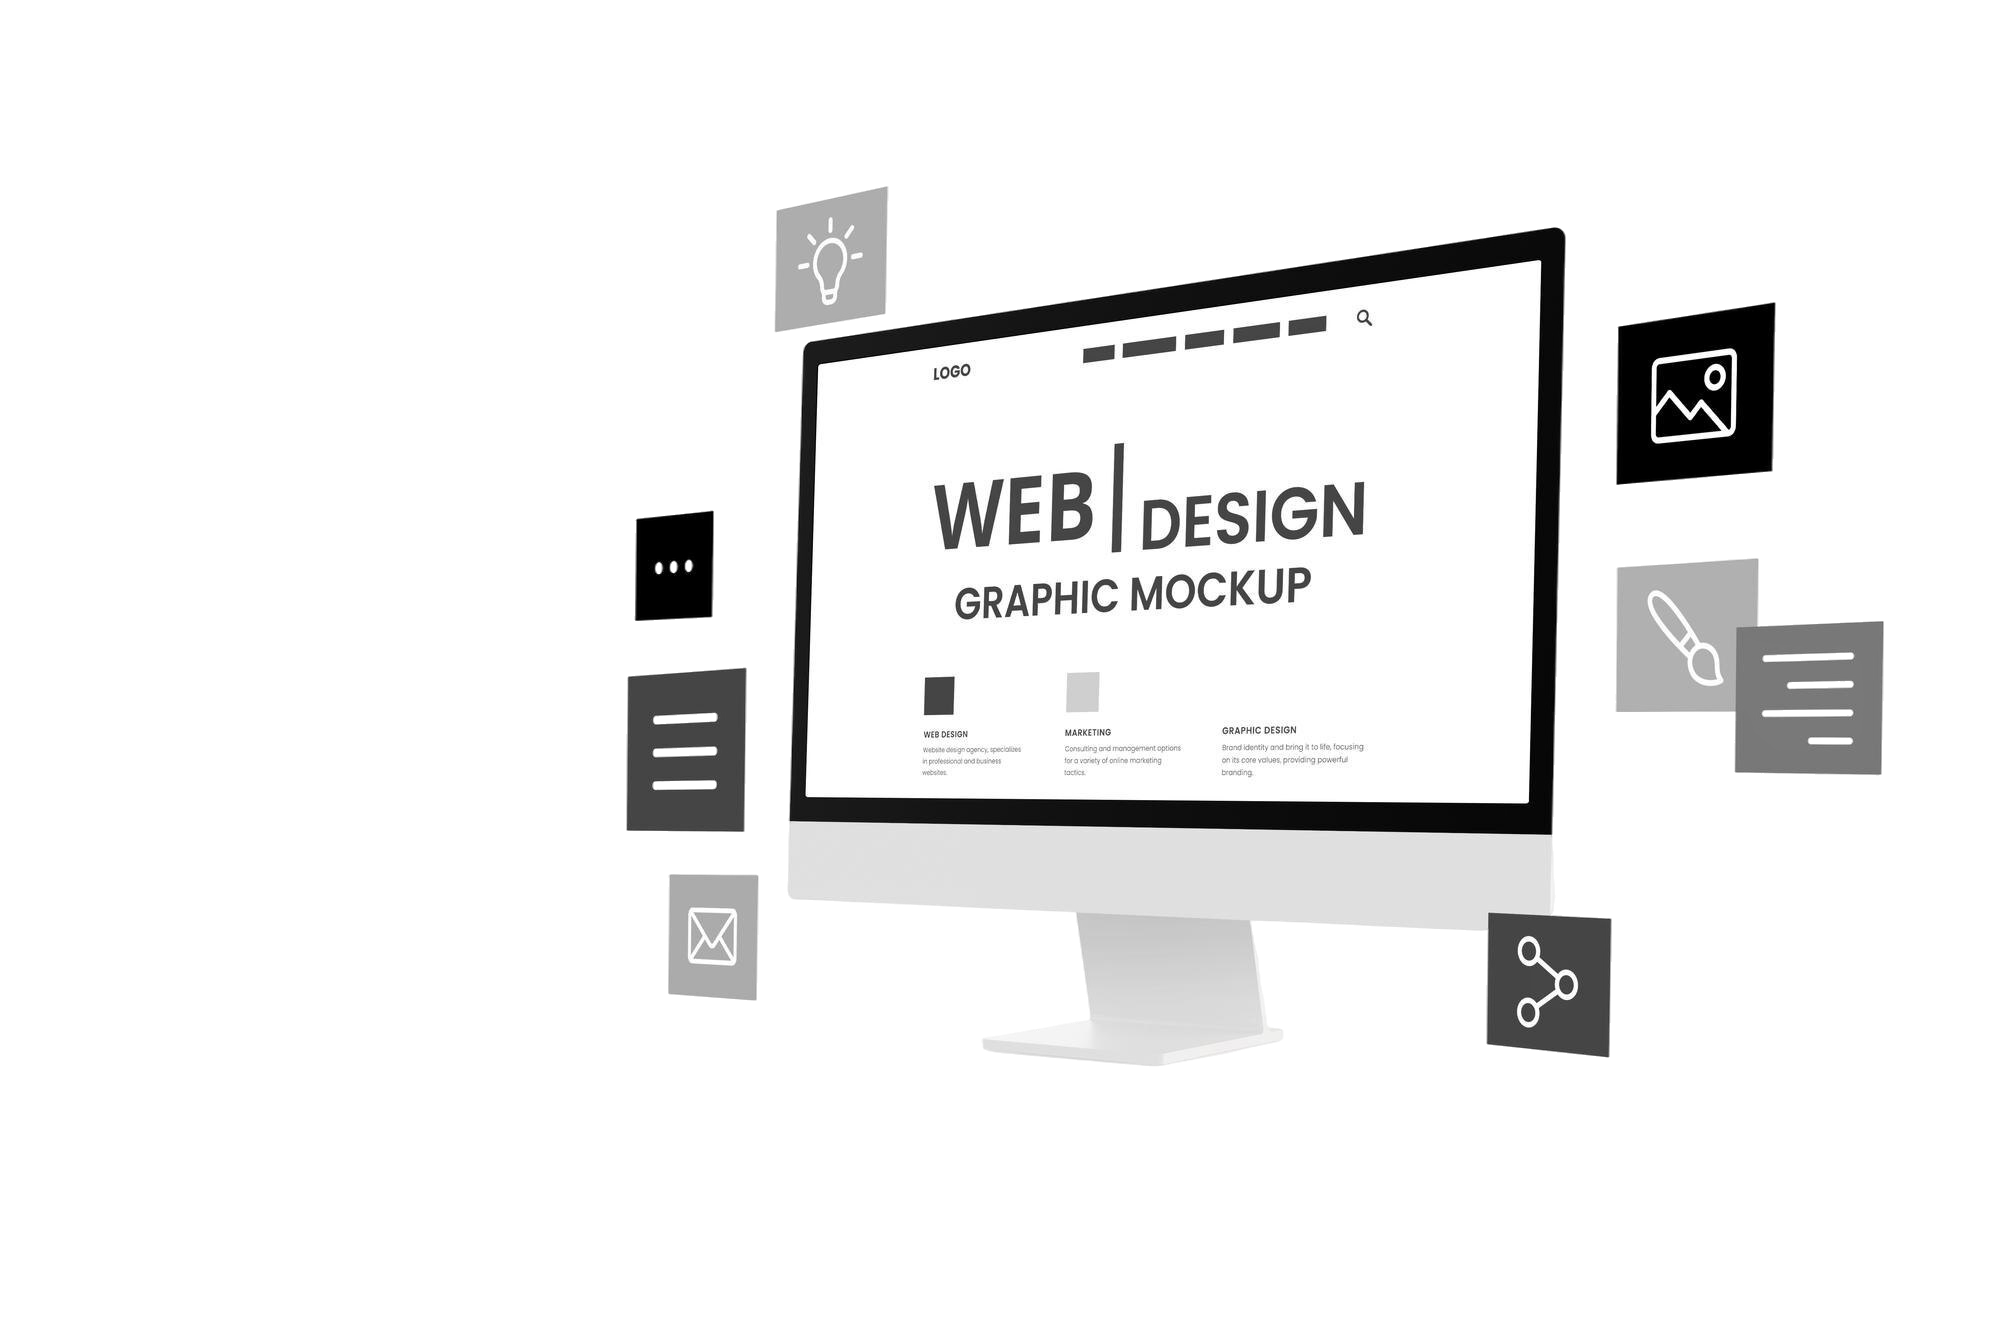 LOGO
WEB | DESIGN
GRAPHIC MOCKUP
WEB DESIGN
Website design agency, specializes
in professional and business
websites.
MARKETING
Consulting and management options
for a variety of online marketing
tactics.
GRAPHIC DESIGN
Brand identity and bring it to life, focusing
on its core values, providing powerful
branding.